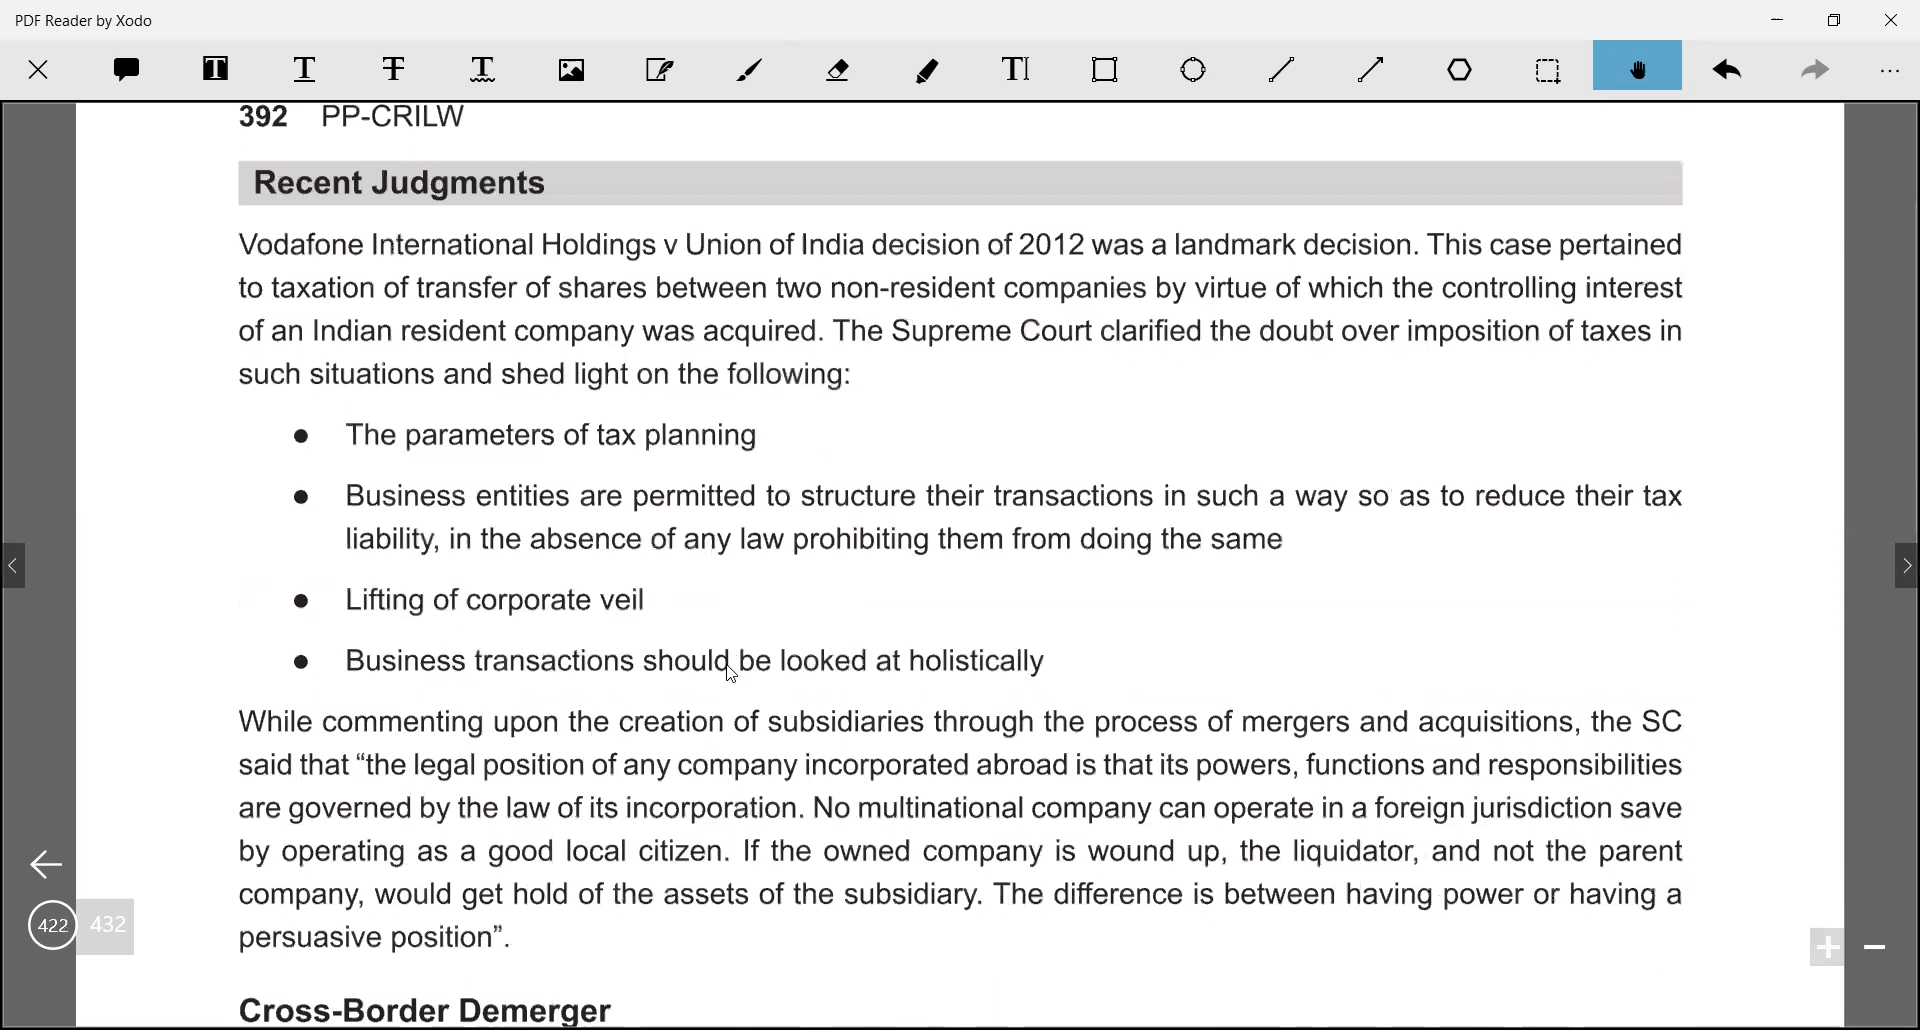 PDF Reader by Xodo
392 PP-CRILW
Recent Judgments
Vodafone International Holdings v Union of India decision of 2012 was a landmark decision. This case pertained
to taxation of transfer of shares between two non-resident companies by virtue of which the controlling interest
of an Indian resident company was acquired. The Supreme Court clarified the doubt over imposition of taxes in
such situations and shed light on the following:
● The parameters of tax planning
● Business entities are permitted to structure their transactions in such a way so as to reduce their tax
liability, in the absence of any law prohibiting them from doing the same
● Lifting of corporate veil
● Business transactions should be looked at holistically
While commenting upon the creation of subsidiaries through the process of mergers and acquisitions, the SC
said that “the legal position of any company incorporated abroad is that its powers, functions and responsibilities
are governed by the law of its incorporation. No multinational company can operate in a foreign jurisdiction save
by operating as a good local citizen. If the owned company is wound up, the liquidator, and not the parent
company, would get hold of the assets of the subsidiary. The difference is between having power or having a
persuasive position”.
422 432
Cross-Border Demerger